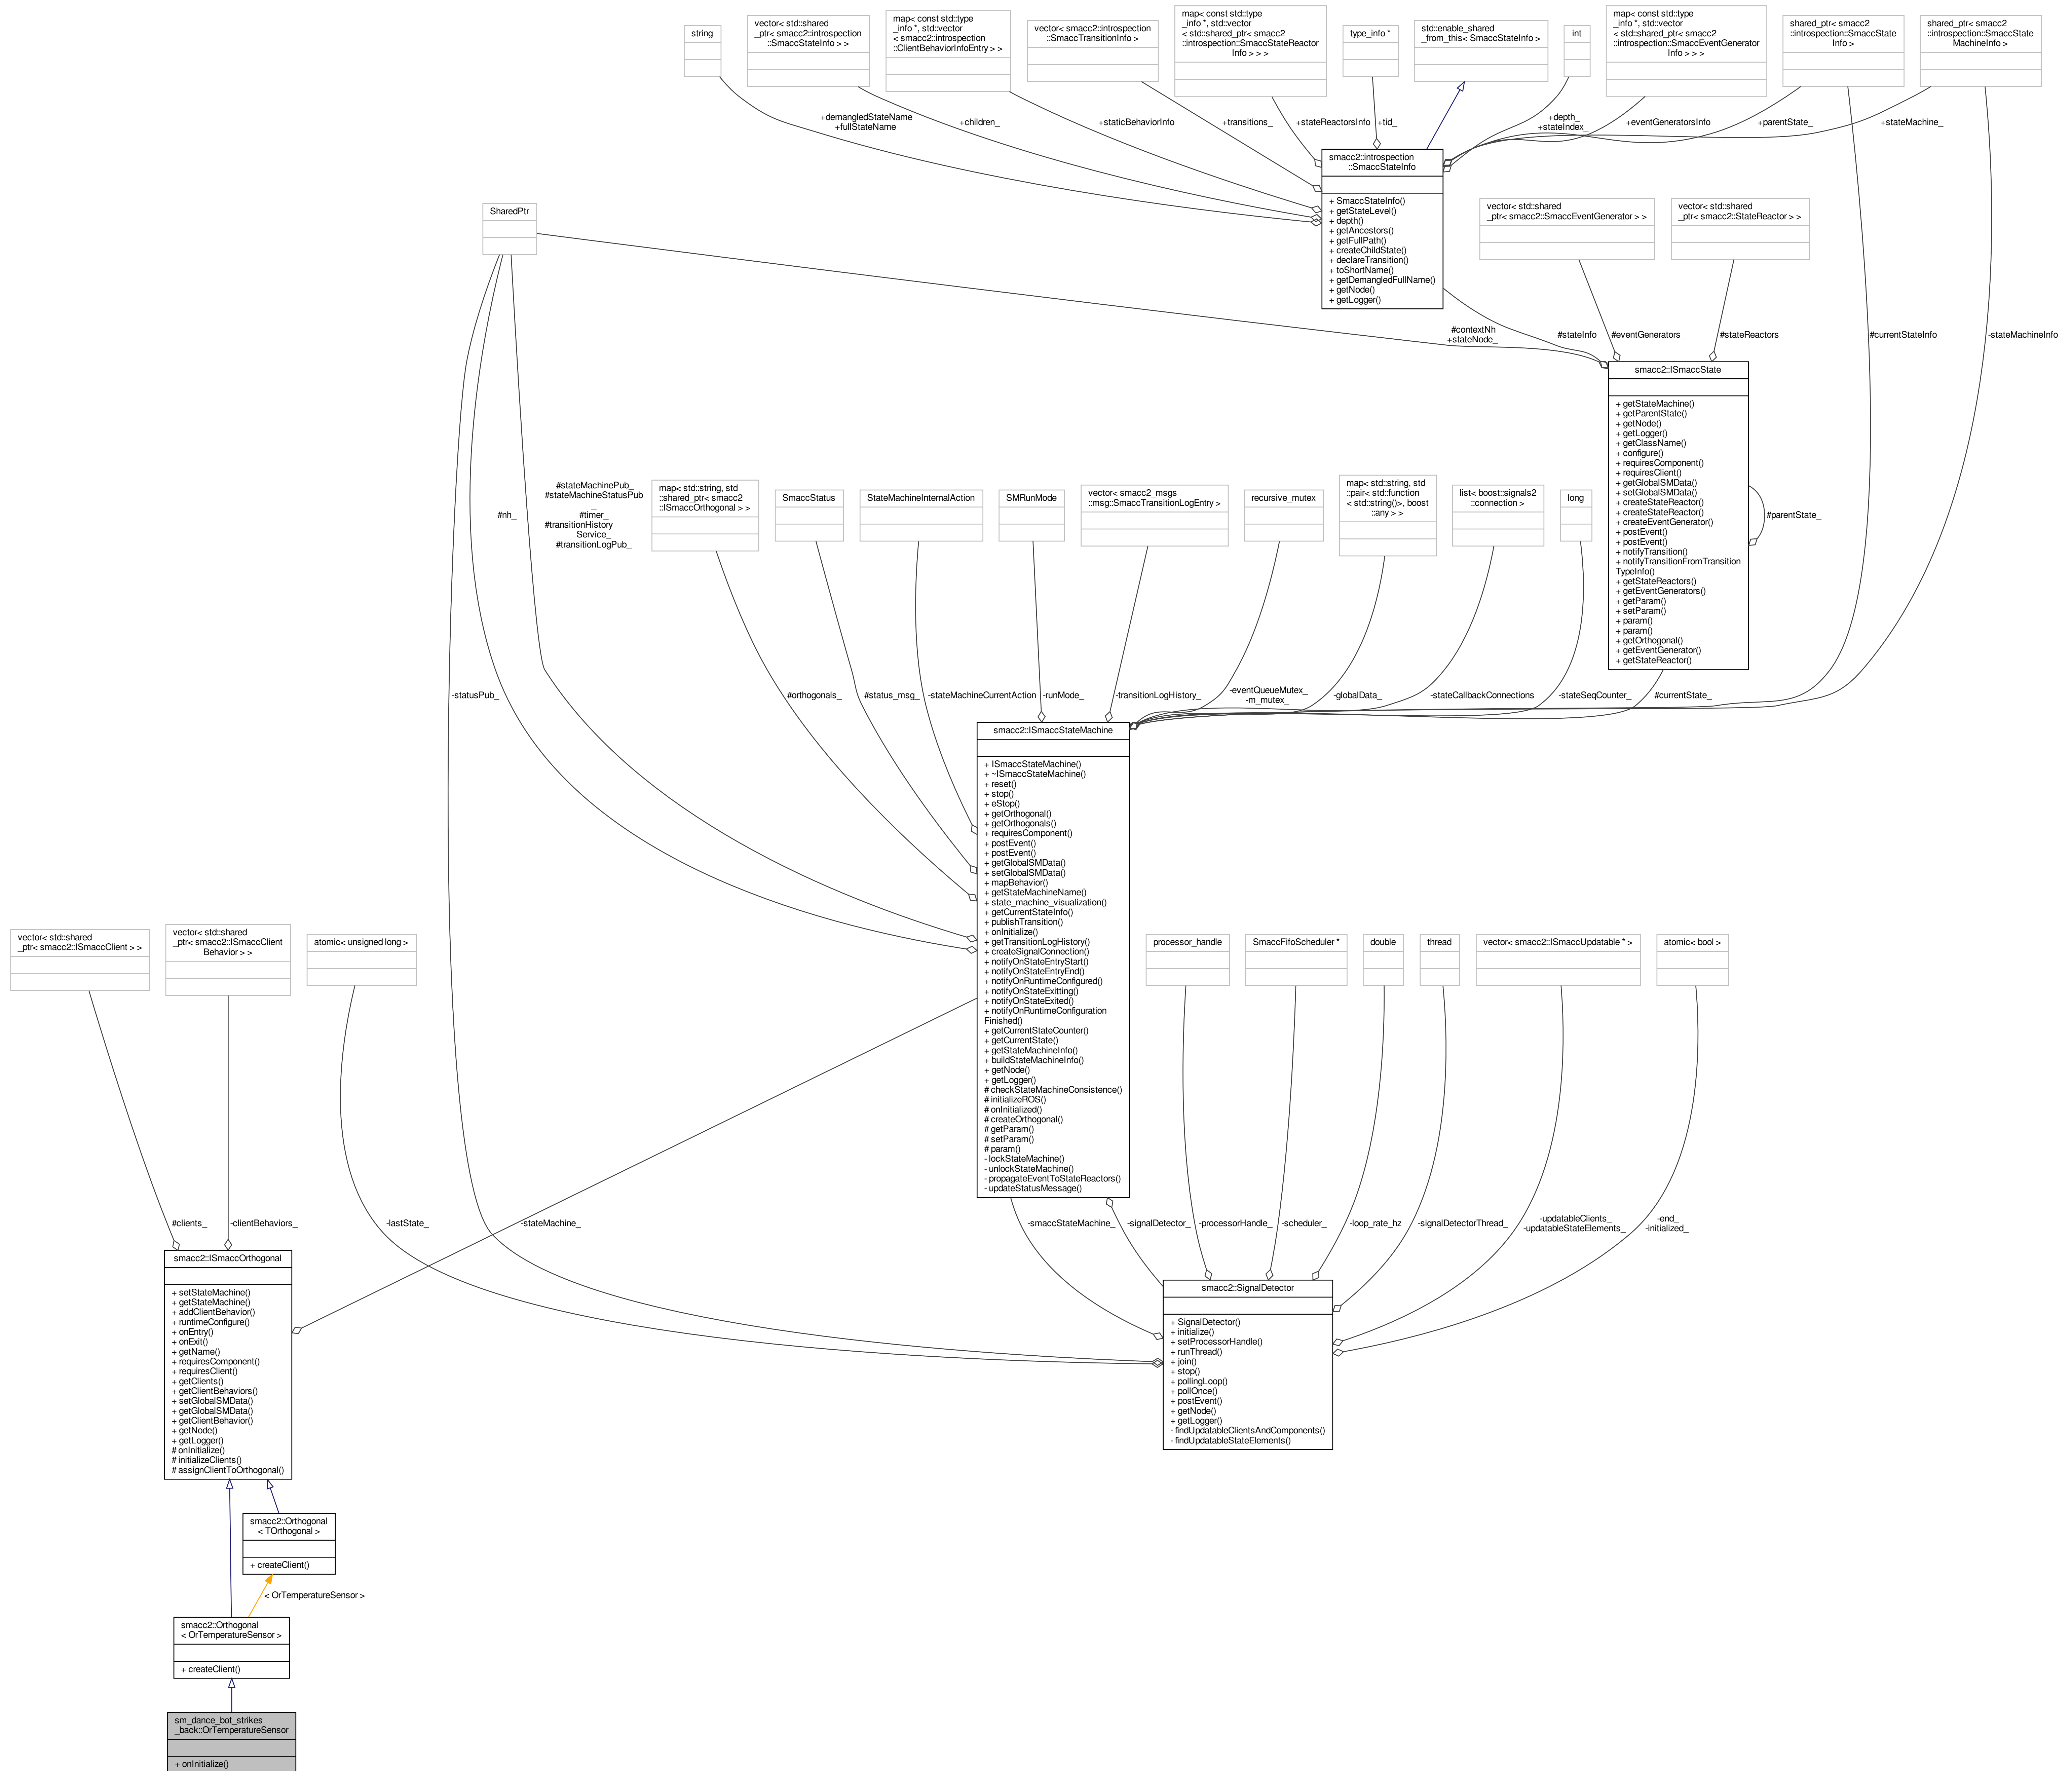 string
vector< std::shared
_ptr< smacc2::introspection
::SmaccStateInfo > >
map< const std::type
_info *, std::vector
< smacc2::introspection
::ClientBehaviorInfoEntry > >
vector< smacc2::introspection
::SmaccTransitionInfo >
map< const std::type
_info *, std::vector
< std::shared_ptr< smacc2
::introspection::SmaccStateReactor
Info > > >
type_info *
std::enable_shared
_from_this< SmaccStateInfo >
int
map< const std::type
_info *, std::vector
< std::shared_ptr< smacc2
::introspection::SmaccEventGenerator
Info > > >
shared_ptr< smacc2
::introspection::SmaccState
Info >
shared_ptr< smacc2
::introspection::SmaccState
MachineInfo >
+demangledStateName
+fullStateName
+children_
+staticBehaviorInfo
+transitions_
+stateReactorsInfo
+tid_
+depth_
+stateIndex_
+eventGeneratorsInfo
+parentState_
+stateMachine_
smacc2::introspection
::SmaccStateInfo
+ SmaccStateInfo()
+ getStateLevel()
+ depth()
+ getAncestors()
+ getFullPath()
+ createChildState()
+ declareTransition()
+ toShortName()
+ getDemangledFullName()
+ getNode()
+ getLogger()
SharedPtr
vector< std::shared
_ptr< smacc2::SmaccEventGenerator > >
vector< std::shared
_ptr< smacc2::StateReactor > >
#contextNh
+stateNode_
#stateInfo_
#eventGenerators_
#stateReactors_
#currentStateInfo_
-stateMachineInfo_
smacc2::ISmaccState
+ getStateMachine()
+ getParentState()
+ getNode()
+ getLogger()
+ getClassName()
+ configure()
+ requiresComponent()
+ requiresClient()
+ getGlobalSMData()
+ setGlobalSMData()
+ createStateReactor()
+ createStateReactor()
+ createEventGenerator()
+ postEvent()
+ postEvent()
+ notifyTransition()
+ notifyTransitionFromTransition
TypeInfo()
+ getStateReactors()
+ getEventGenerators()
+ getParam()
+ setParam()
+ param()
+ param()
+ getOrthogonal()
+ getEventGenerator()
+ getStateReactor()
#parentState_
#nh_
#stateMachinePub_
#stateMachineStatusPub
_
#timer_
#transitionHistory
Service_
#transitionLogPub_
map< std::string, std
::shared_ptr< smacc2
::ISmaccOrthogonal > >
SmaccStatus
StateMachineInternalAction
SMRunMode
vector< smacc2_msgs
::msg::SmaccTransitionLogEntry >
recursive_mutex
map< std::string, std
::pair< std::function
< std::string()>, boost
::any > >
list< boost::signals2
::connection >
long
-statusPub_
#orthogonals_
#status_msg_
-stateMachineCurrentAction
-runMode_
-transitionLogHistory_
-eventQueueMutex_
-m_mutex_
-globalData_
-stateCallbackConnections
-stateSeqCounter_
#currentState_
smacc2::ISmaccStateMachine
+ ISmaccStateMachine()
+ ~ISmaccStateMachine()
+ reset()
+ stop()
+ eStop()
+ getOrthogonal()
+ getOrthogonals()
+ requiresComponent()
+ postEvent()
+ postEvent()
+ getGlobalSMData()
+ setGlobalSMData()
+ mapBehavior()
+ getStateMachineName()
+ state_machine_visualization()
+ getCurrentStateInfo()
+ publishTransition()
+ onInitialize()
+ getTransitionLogHistory()
+ createSignalConnection()
+ notifyOnStateEntryStart()
+ notifyOnStateEntryEnd()
+ notifyOnRuntimeConfigured()
+ notifyOnStateExitting()
+ notifyOnStateExited()
+ notifyOnRuntimeConfiguration
Finished()
+ getCurrentStateCounter()
+ getCurrentState()
+ getStateMachineInfo()
+ buildStateMachineInfo()
+ getNode()
+ getLogger()
# checkStateMachineConsistence()
# initializeROS()
# onInitialized()
# createOrthogonal()
# getParam()
# setParam()
# param()
- lockStateMachine()
- unlockStateMachine()
- propagateEventToStateReactors()
- updateStatusMessage()
vector< std::shared
_ptr< smacc2::ISmaccClient > >
vector< std::shared
_ptr< smacc2::ISmaccClient
Behavior > >
atomic< unsigned long >
processor_handle
SmaccFifoScheduler *
double
thread
vector< smacc2::ISmaccUpdatable * >
atomic< bool >
#clients_
-clientBehaviors_
-lastState_
-stateMachine_
-smaccStateMachine_
-signalDetector_
-processorHandle_
-scheduler_
-loop_rate_hz
-signalDetectorThread_
-updatableClients_
-updatableStateElements_
-end_
-initialized_
smacc2::ISmaccOrthogonal
+ setStateMachine()
+ getStateMachine()
+ addClientBehavior()
+ runtimeConfigure()
+ onEntry()
+ onExit()
+ getName()
+ requiresComponent()
+ requiresClient()
+ getClients()
+ getClientBehaviors()
+ setGlobalSMData()
+ getGlobalSMData()
+ getClientBehavior()
+ getNode()
+ getLogger()
# onInitialize()
# initializeClients()
# assignClientToOrthogonal()
smacc2::SignalDetector
+ SignalDetector()
+ initialize()
+ setProcessorHandle()
+ runThread()
+ join()
+ stop()
+ pollingLoop()
+ pollOnce()
+ postEvent()
+ getNode()
+ getLogger()
- findUpdatableClientsAndComponents()
- findUpdatableStateElements()
smacc2::Orthogonal
< TOrthogonal >
+ createClient()
< OrTemperatureSensor >
smacc2::Orthogonal
< OrTemperatureSensor >
+ createClient()
sm_dance_bot_strikes
_back::OrTemperatureSensor
+ onInitialize()